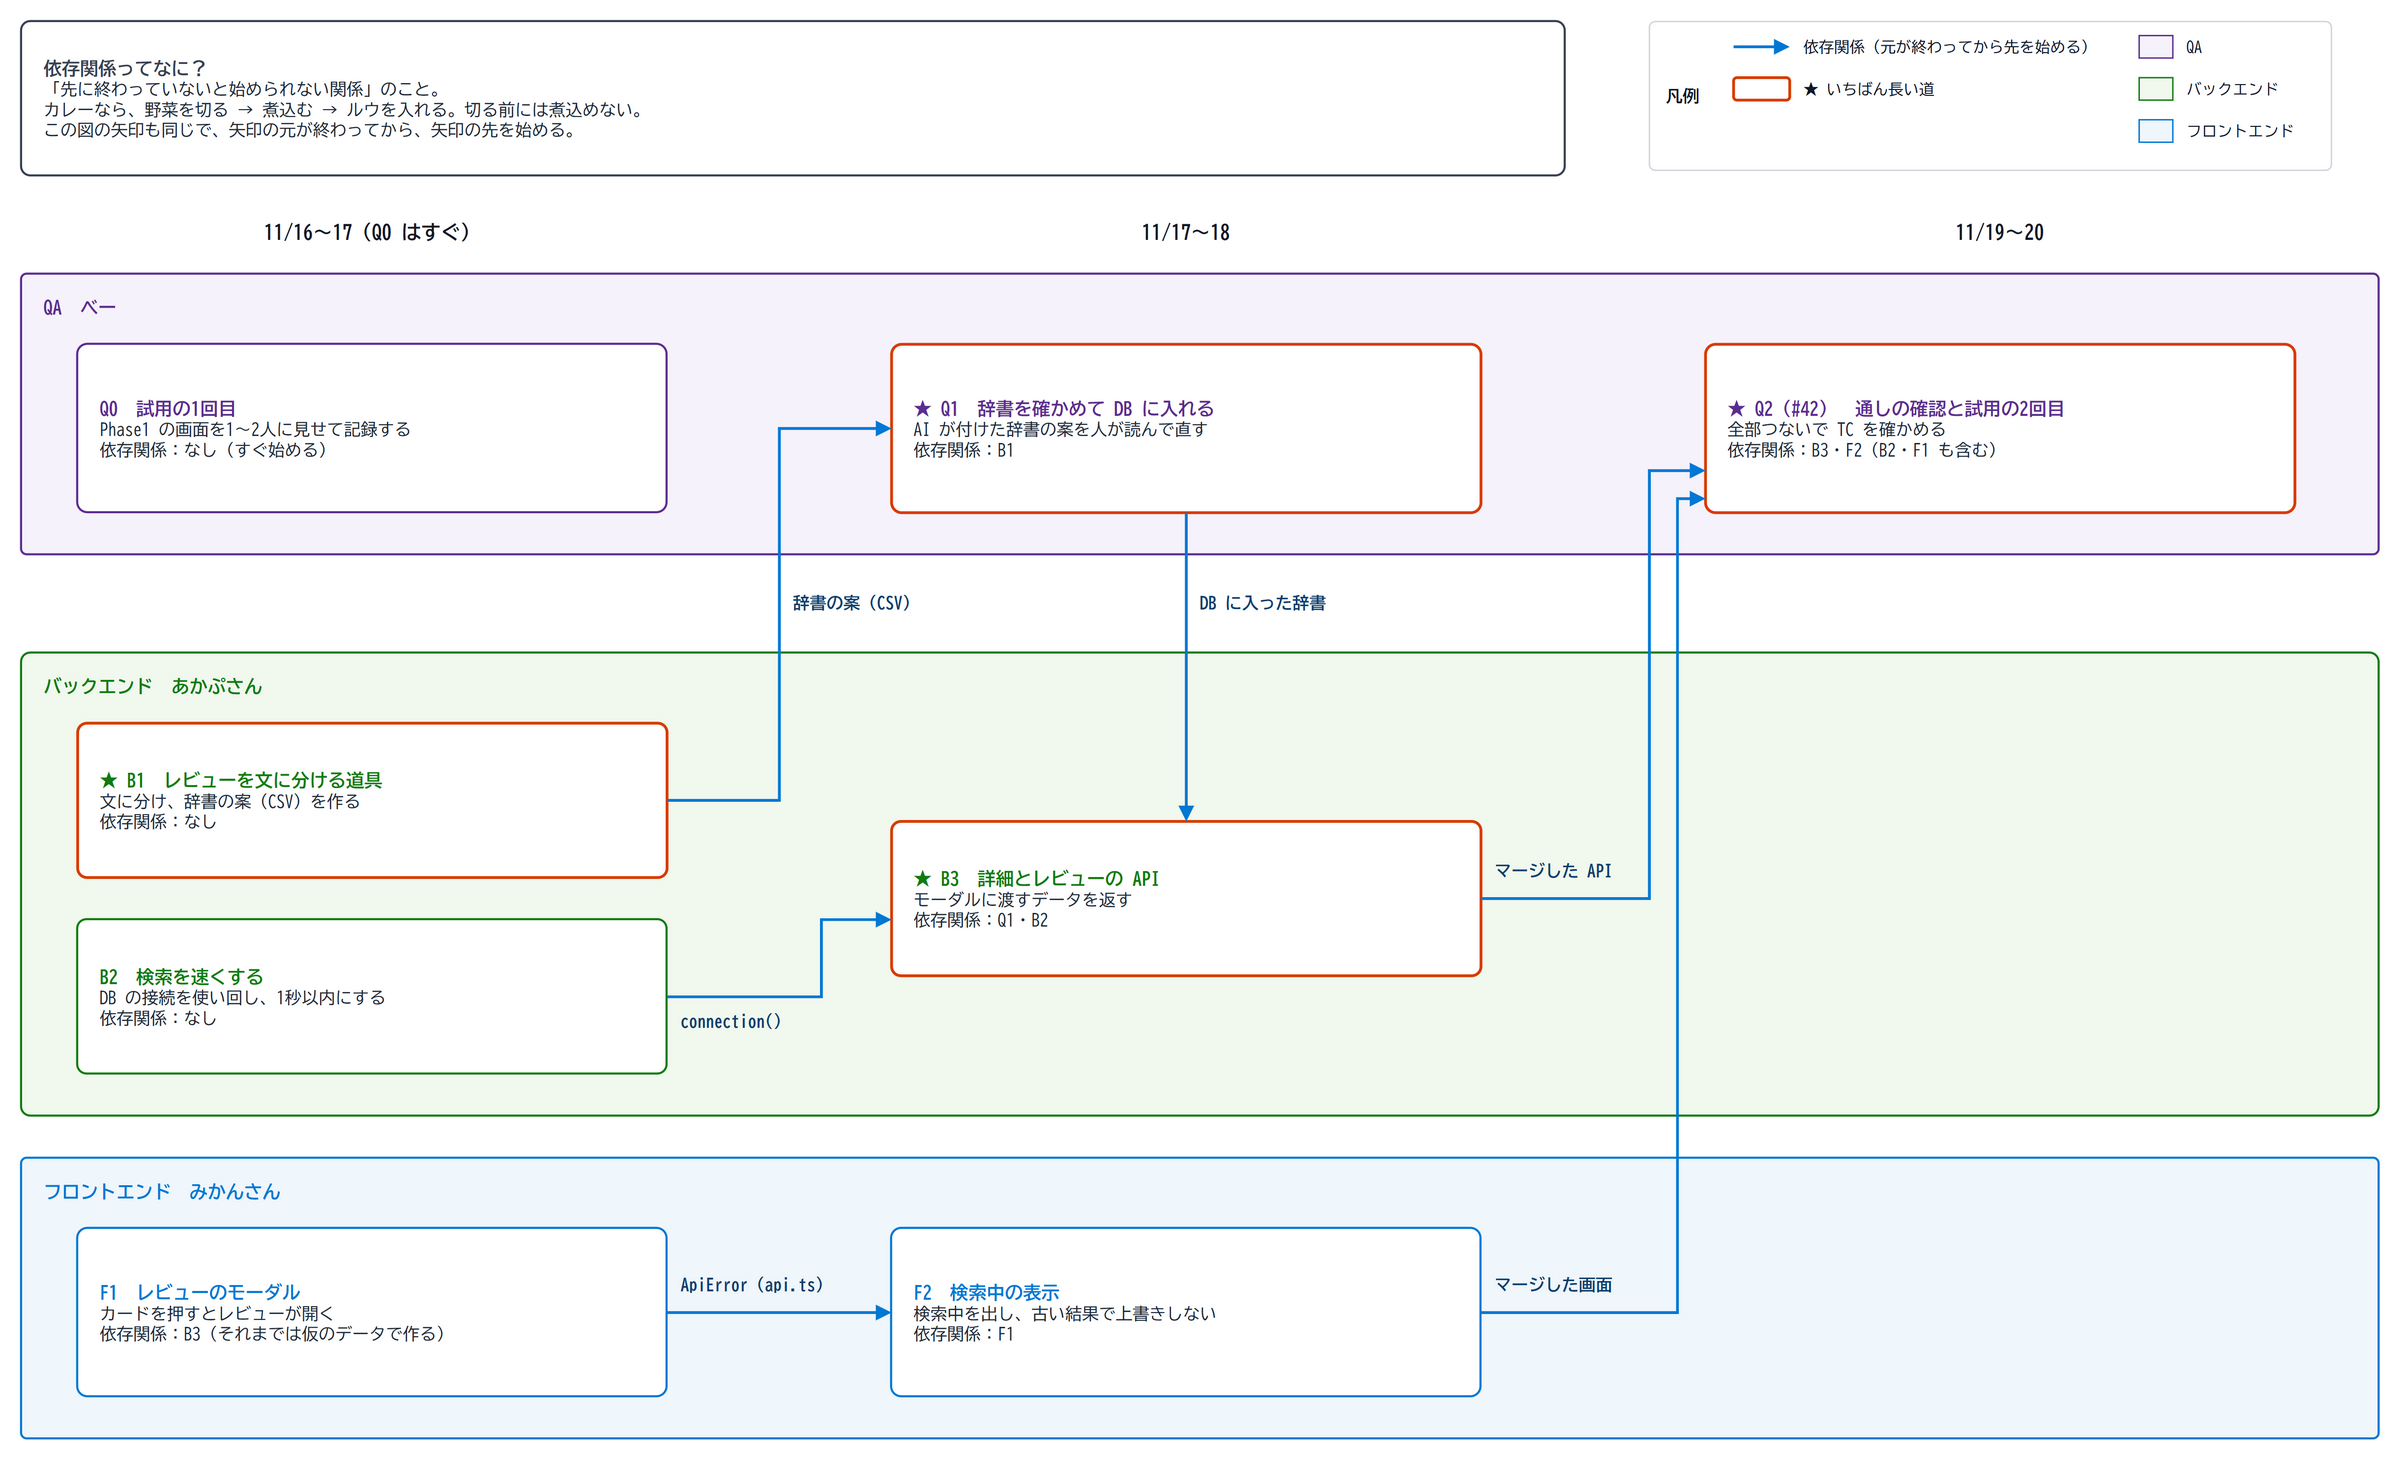 依存関係ってなに？
「先に終わっていないと始められない関係」のこと。
カレーなら、野菜を切る → 煮込む → ルウを入れる。切る前には煮込めない。
この図の矢印も同じで、矢印の元が終わってから、矢印の先を始める。
凡例
依存関係（元が終わってから先を始める）
★ いちばん長い道
QA
バックエンド
フロントエンド
11/16〜17（Q0 はすぐ）
11/17〜18
11/19〜20
QA　べー
Q0　試用の1回目
Phase1 の画面を1〜2人に見せて記録する
依存関係：なし（すぐ始める）
★ Q1　辞書を確かめて DB に入れる
AI が付けた辞書の案を人が読んで直す
依存関係：B1
★ Q2（#42）　通しの確認と試用の2回目
全部つないで TC を確かめる
依存関係：B3・F2（B2・F1 も含む）
辞書の案（CSV）
DB に入った辞書
バックエンド　あかぷさん
★ B1　レビューを文に分ける道具
文に分け、辞書の案（CSV）を作る
依存関係：なし
★ B3　詳細とレビューの API
モーダルに渡すデータを返す
依存関係：Q1・B2
マージした API
B2　検索を速くする
DB の接続を使い回し、1秒以内にする
依存関係：なし
connection()
フロントエンド　みかんさん
F1　レビューのモーダル
カードを押すとレビューが開く
依存関係：B3（それまでは仮のデータで作る）
ApiError（api.ts）
F2　検索中の表示
検索中を出し、古い結果で上書きしない
依存関係：F1
マージした画面